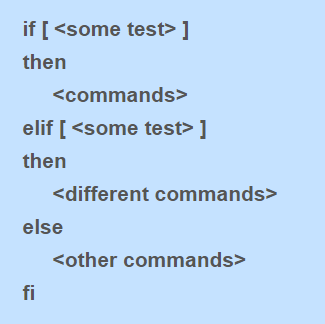 if [ <some test> ]
then
<commands>
elif [ <some test> ]
then
<different commands>
else
<other commands>
fi